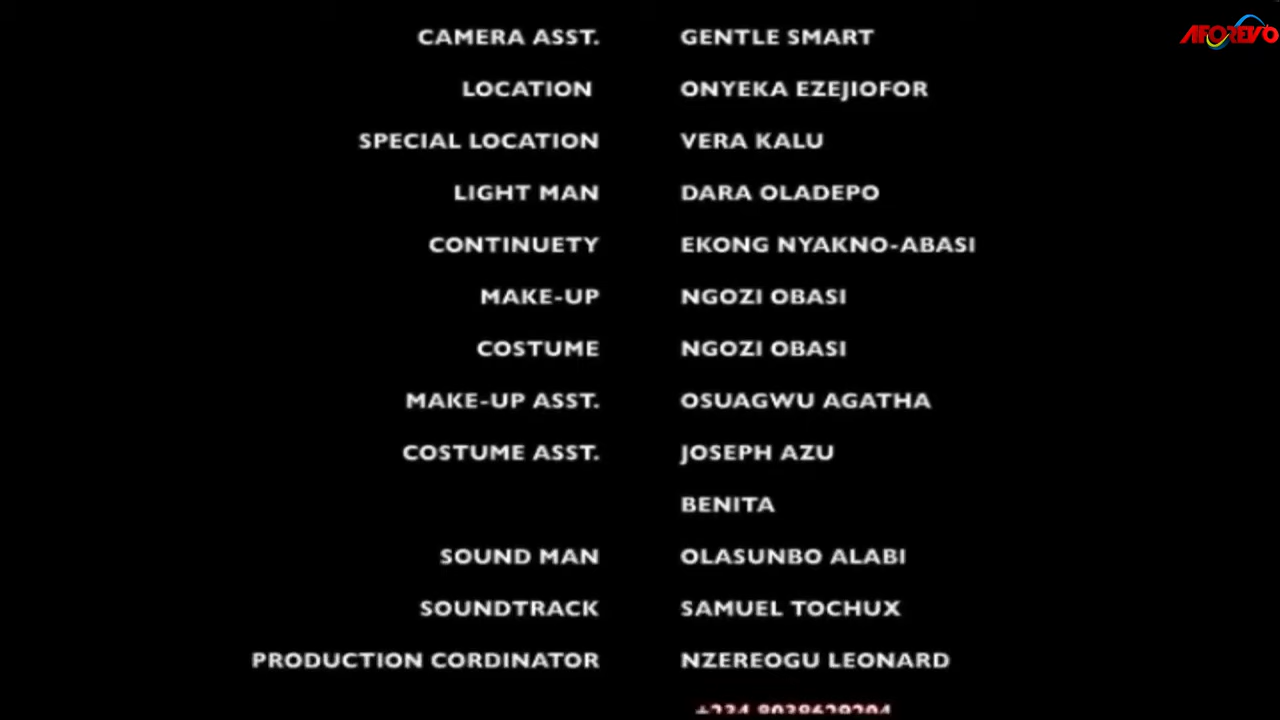 AFOREVO
CAMERA ASST. GENTLE SMART
LOCATION ONYEKA EZEJIOFOR
SPECIAL LOCATION VERA KALU
LIGHT MAN DARA OLADEPO
CONTINUETY EKONG NYAKNO-ABASI
MAKE-UP NGOZI OBASI
COSTUME NGOZI OBASI
MAKE-UP ASST. OSUAGWU AGATHA
COSTUME ASST. JOSEPH AZU
BENITA
SOUND MAN OLASUNBO ALABI
SOUNDTRACK SAMUEL TOCHUX
PRODUCTION CORDINATOR NZEREOGU LEONARD